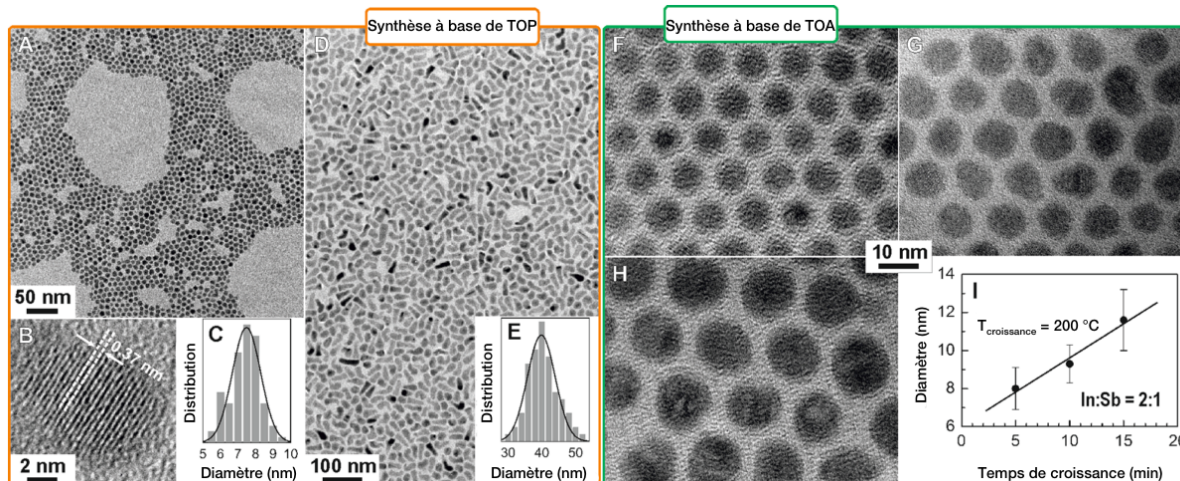 Synthèse à base de TOP
Synthèse à base de TOA
A
50 nm
B
0.37 nm
2 nm
C
Distribution
5 6 7 8 9 10
Diamètre (nm)
D
100 nm
E
Distribution
30 40 50
Diamètre (nm)
F
G
10 nm
H
I
T croissance = 200 °C
In:Sb = 2:1
Diamètre (nm)
14
12
10
8
6
0 5 10 15 20
Temps de croissance (min)